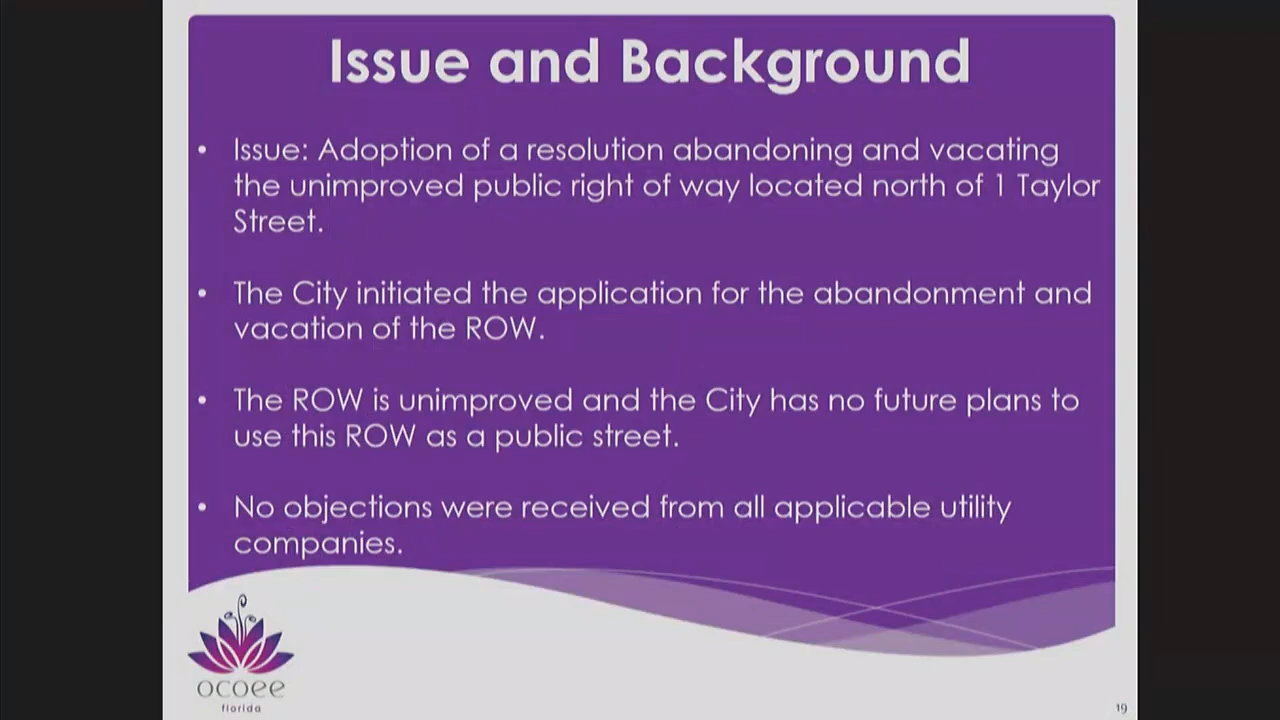 Issue and Background
• Issue: Adoption of a resolution abandoning and vacating
the unimproved public right of way located north of 1 Taylor
Street.
• The City initiated the application for the abandonment and
vacation of the ROW.
• The ROW is unimproved and the City has no future plans to
use this ROW as a public street.
• No objections were received from all applicable utility
companies.
ocoee
florida
19